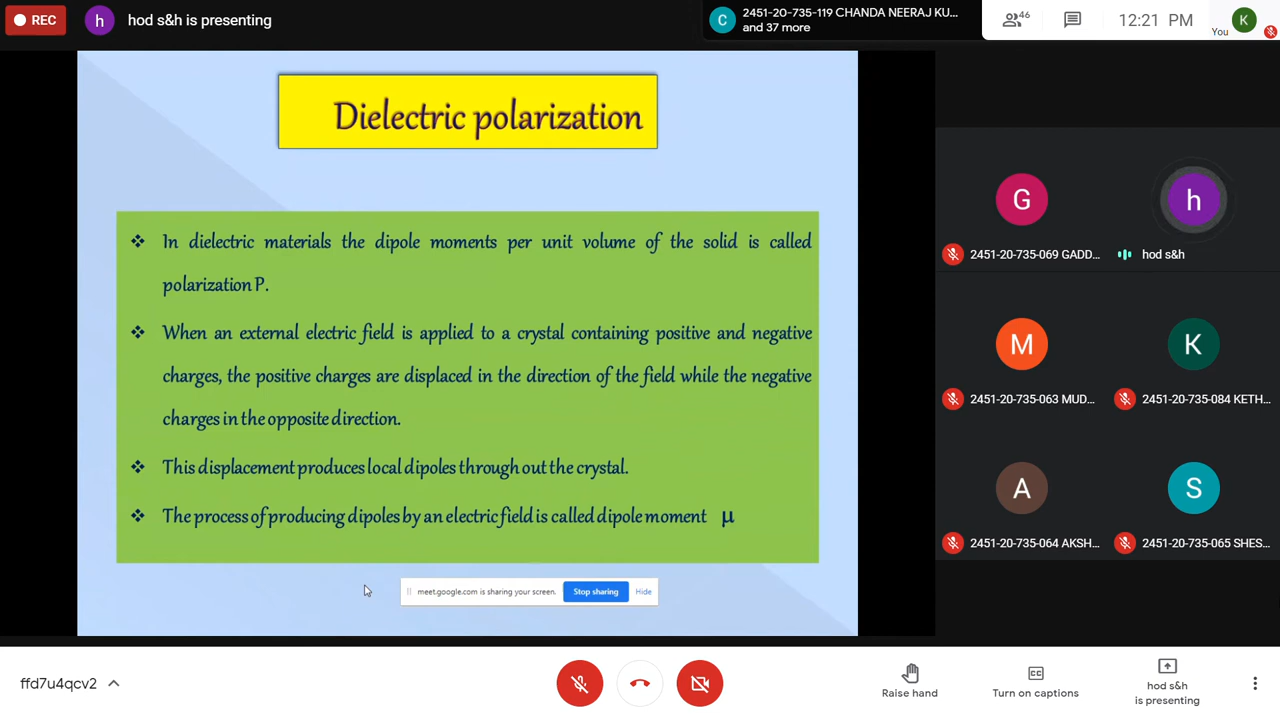 REC
h
hod s&h is presenting
C
2451-20-735-119 CHANDA NEERAJ KU...
and 37 more
46
12:21 PM
K
You
Dielectric polarization
❖ In dielectric materials the dipole moments per unit volume of the solid is called
polarization P.
❖ When an external electric field is applied to a crystal containing positive and negative
charges, the positive charges are displaced in the direction of the field while the negative
charges in the opposite direction.
❖ This displacement produces local dipoles through out the crystal.
❖ The process of producing dipoles by an electric field is called dipole moment μ
meet.google.com is sharing your screen.
Stop sharing
Hide
G
2451-20-735-069 GADD...
h
hod s&h
M
2451-20-735-063 MUD...
K
2451-20-735-084 KETH...
A
2451-20-735-064 AKSH...
S
2451-20-735-065 SHES...
ffd7u4qcv2
Raise hand
CC
Turn on captions
hod s&h
is presenting